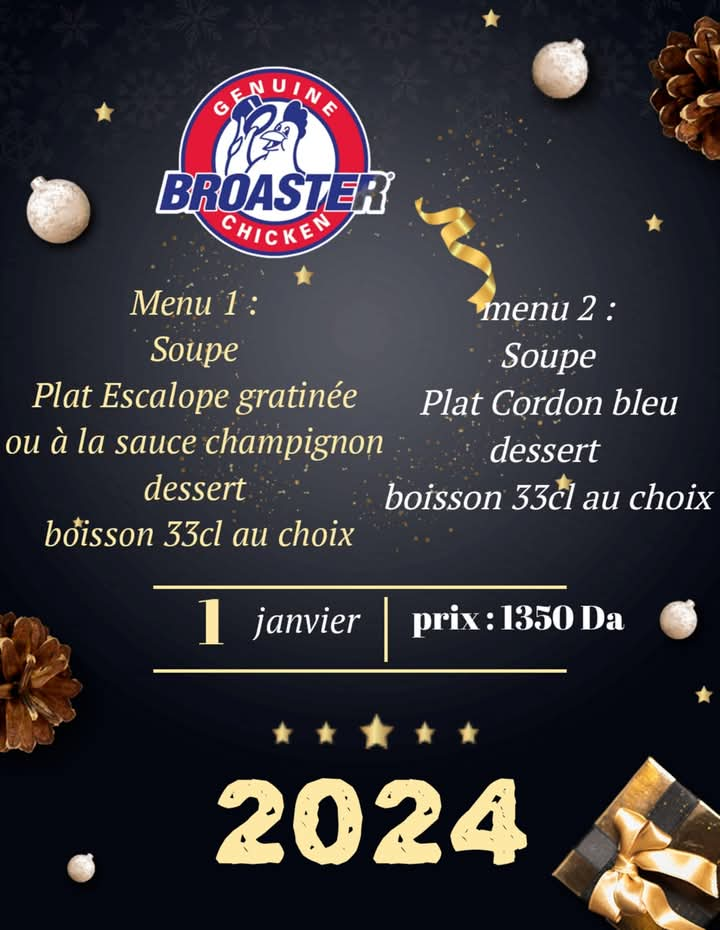 GENUINE
BROASTER®
CHICKEN
Menu 1 :
Soupe
Plat Escalope gratinée
ou à la sauce champignon
dessert
boisson 33cl au choix
menu 2 :
Soupe
Plat Cordon bleu
dessert
boisson 33cl au choix
1 janvier
prix : 1350 Da
2024